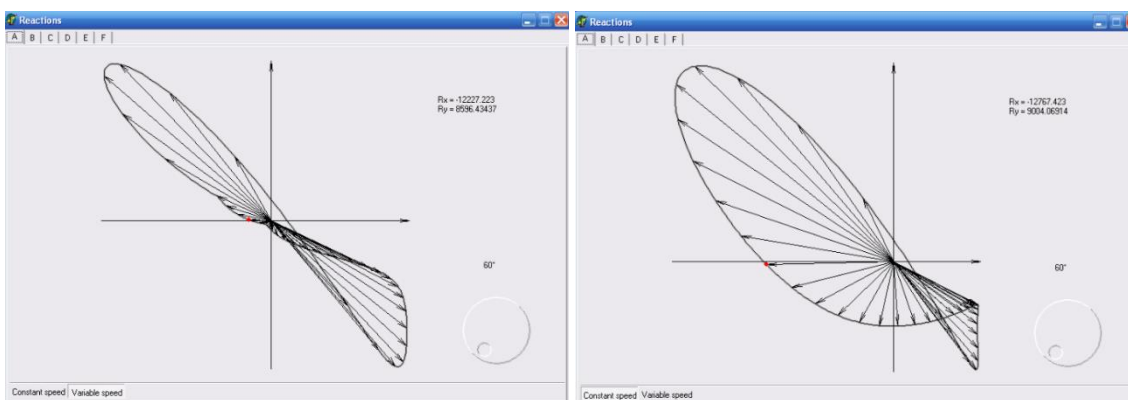 Reactions
A B C D E F
Rx = -12227.223
Ry = 8596.43437
60°
Constant speed Variable speed
Reactions
A B C D E F
Rx = -12767.423
Ry = 9004.06914
60°
Constant speed Variable speed